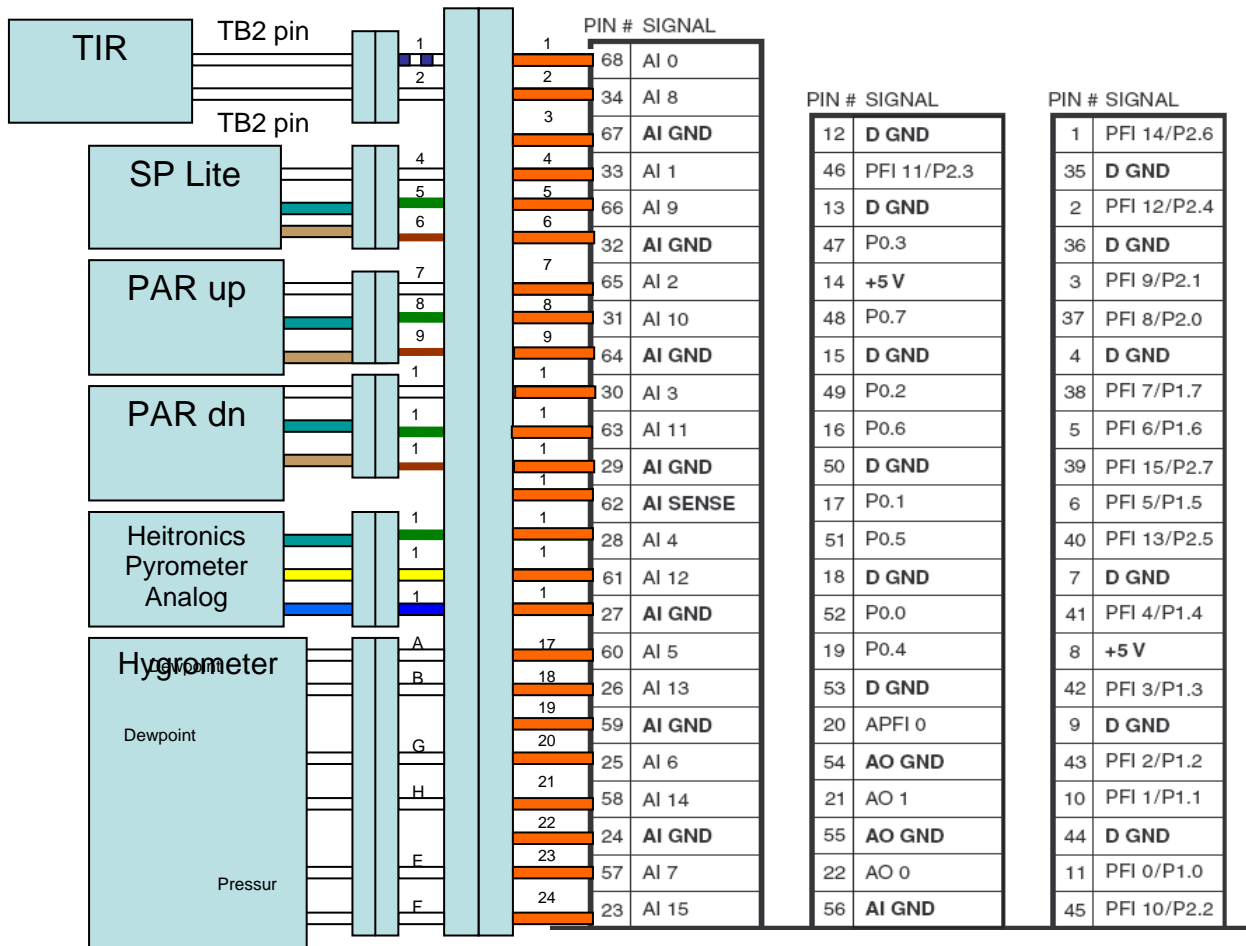 TIR
TB2 pin
TB2 pin
SP Lite
PAR up
PAR dn
Heitronics
Pyrometer
Analog
Hygrometer
Dewpoint
Dewpoint
Pressur
1
2
4
5
6
7
8
9
1
1
1
1
1
1
A
B
G
H
E
F
1
2
3
4
5
6
7
8
9
1
1
1
1
1
1
1
17
18
19
20
21
22
23
24
PIN # SIGNAL
68 AI 0
34 AI 8
67 AI GND
33 AI 1
66 AI 9
32 AI GND
65 AI 2
31 AI 10
64 AI GND
30 AI 3
63 AI 11
29 AI GND
62 AI SENSE
28 AI 4
61 AI 12
27 AI GND
60 AI 5
26 AI 13
59 AI GND
25 AI 6
58 AI 14
24 AI GND
57 AI 7
23 AI 15
PIN # SIGNAL
12 D GND
46 PFI 11/P2.3
13 D GND
47 P0.3
14 +5 V
48 P0.7
15 D GND
49 P0.2
16 P0.6
50 D GND
17 P0.1
51 P0.5
18 D GND
52 P0.0
19 P0.4
53 D GND
20 APFI 0
54 AO GND
21 AO 1
55 AO GND
22 AO 0
56 AI GND
PIN # SIGNAL
1 PFI 14/P2.6
35 D GND
2 PFI 12/P2.4
36 D GND
3 PFI 9/P2.1
37 PFI 8/P2.0
4 D GND
38 PFI 7/P1.7
5 PFI 6/P1.6
39 PFI 15/P2.7
6 PFI 5/P1.5
40 PFI 13/P2.5
7 D GND
41 PFI 4/P1.4
8 +5 V
42 PFI 3/P1.3
9 D GND
43 PFI 2/P1.2
10 PFI 1/P1.1
44 D GND
11 PFI 0/P1.0
45 PFI 10/P2.2